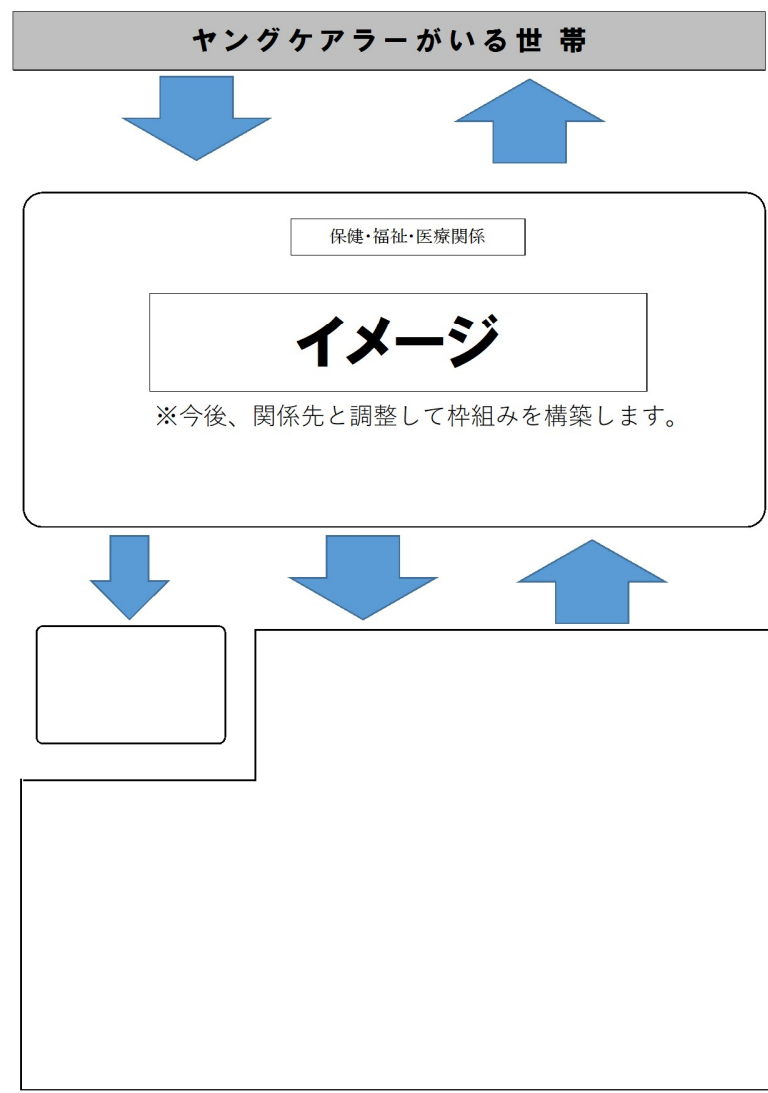 ヤングケアラーがいる世 帯
保健・福祉・医療関係
イメージ
※今後、関係先と調整して枠組みを構築します。